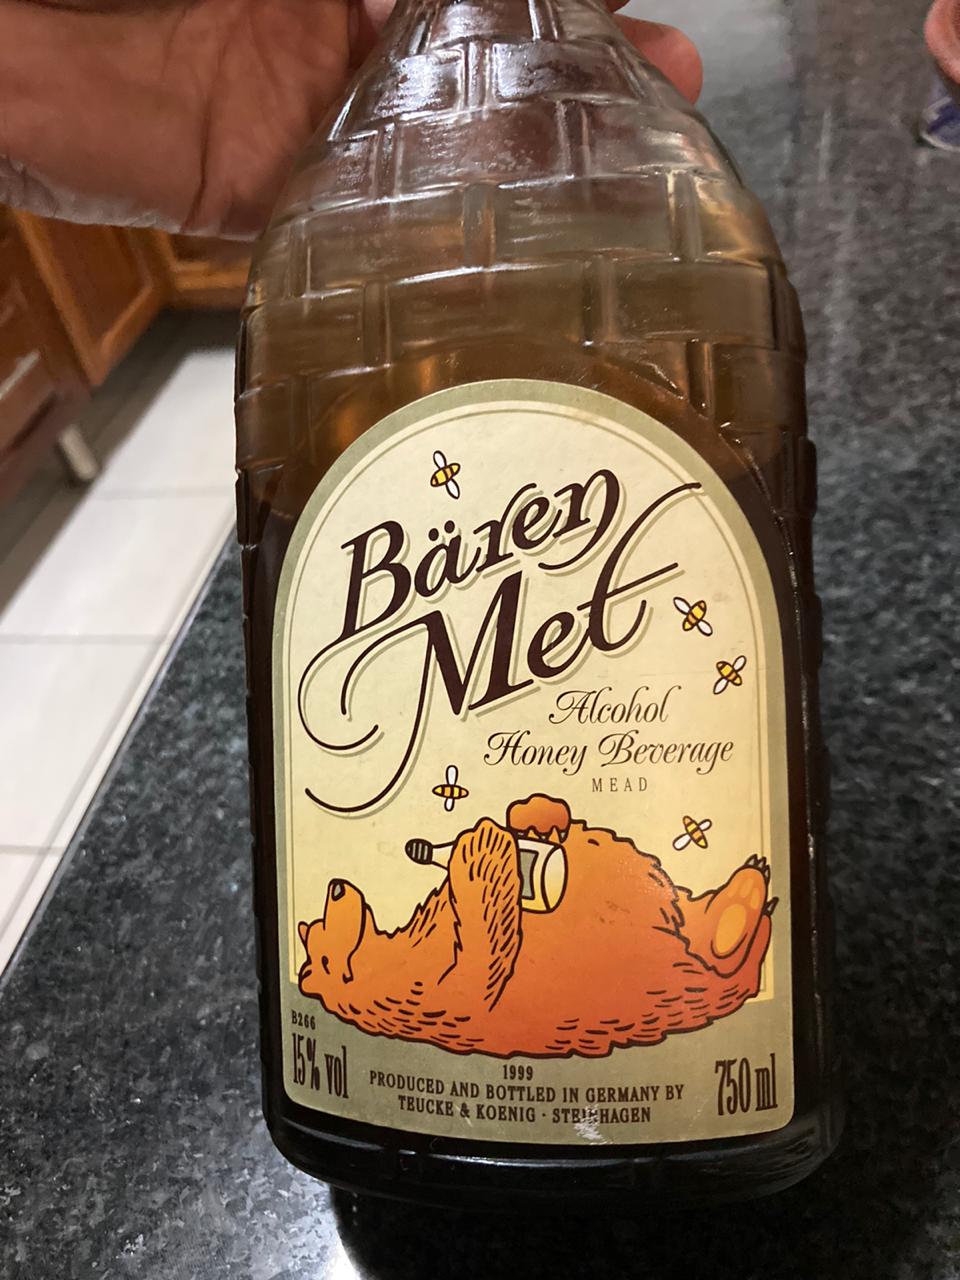 Bären
Met
Alcohol
Honey Beverage
MEAD
B266
15% vol
1999
PRODUCED AND BOTTLED IN GERMANY BY
TEUCKE & KOENIG · STEINHAGEN
750 ml